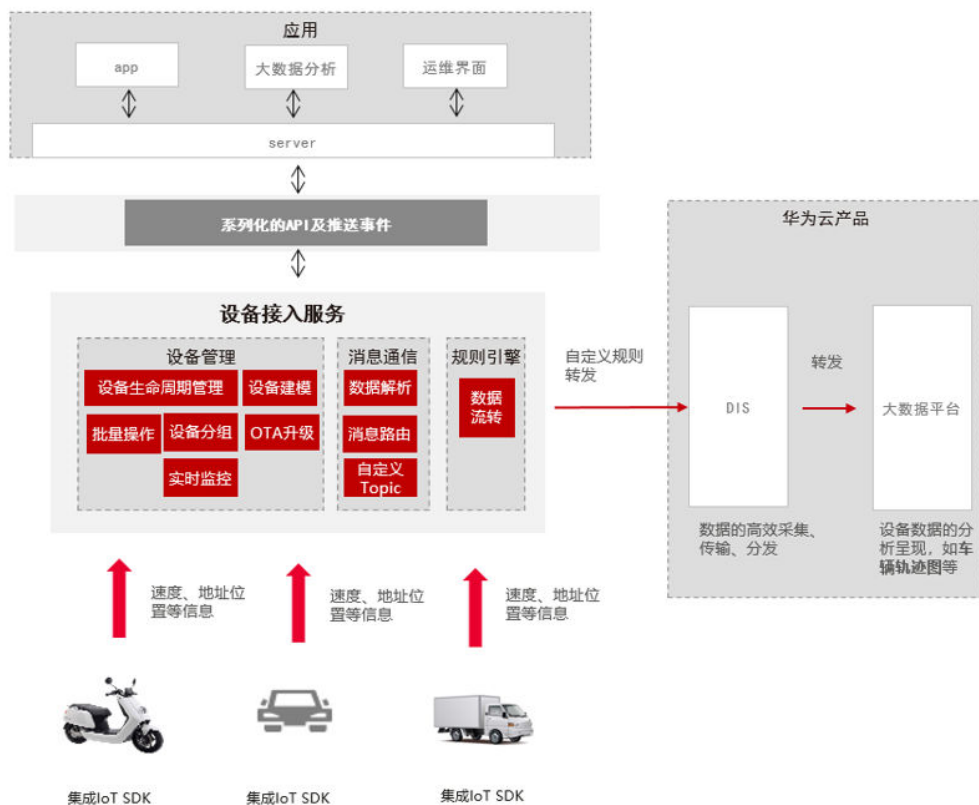 应用
app
大数据分析
运维界面
server
系列化的API及推送事件
华为云产品
设备接入服务
设备管理
消息通信
规则引擎
设备生命周期管理
设备建模
数据解析
数据
流转
批量操作
设备分组
OTA升级
消息路由
实时监控
自定义
Topic
自定义规则
转发
DIS
转发
大数据平台
数据的高效采集、
传输、分发
设备数据的分
析呈现，如车
辆轨迹图等
速度、地址位
置等信息
速度、地址位
置等信息
速度、地址位
置等信息
集成IoT SDK
集成IoT SDK
集成IoT SDK